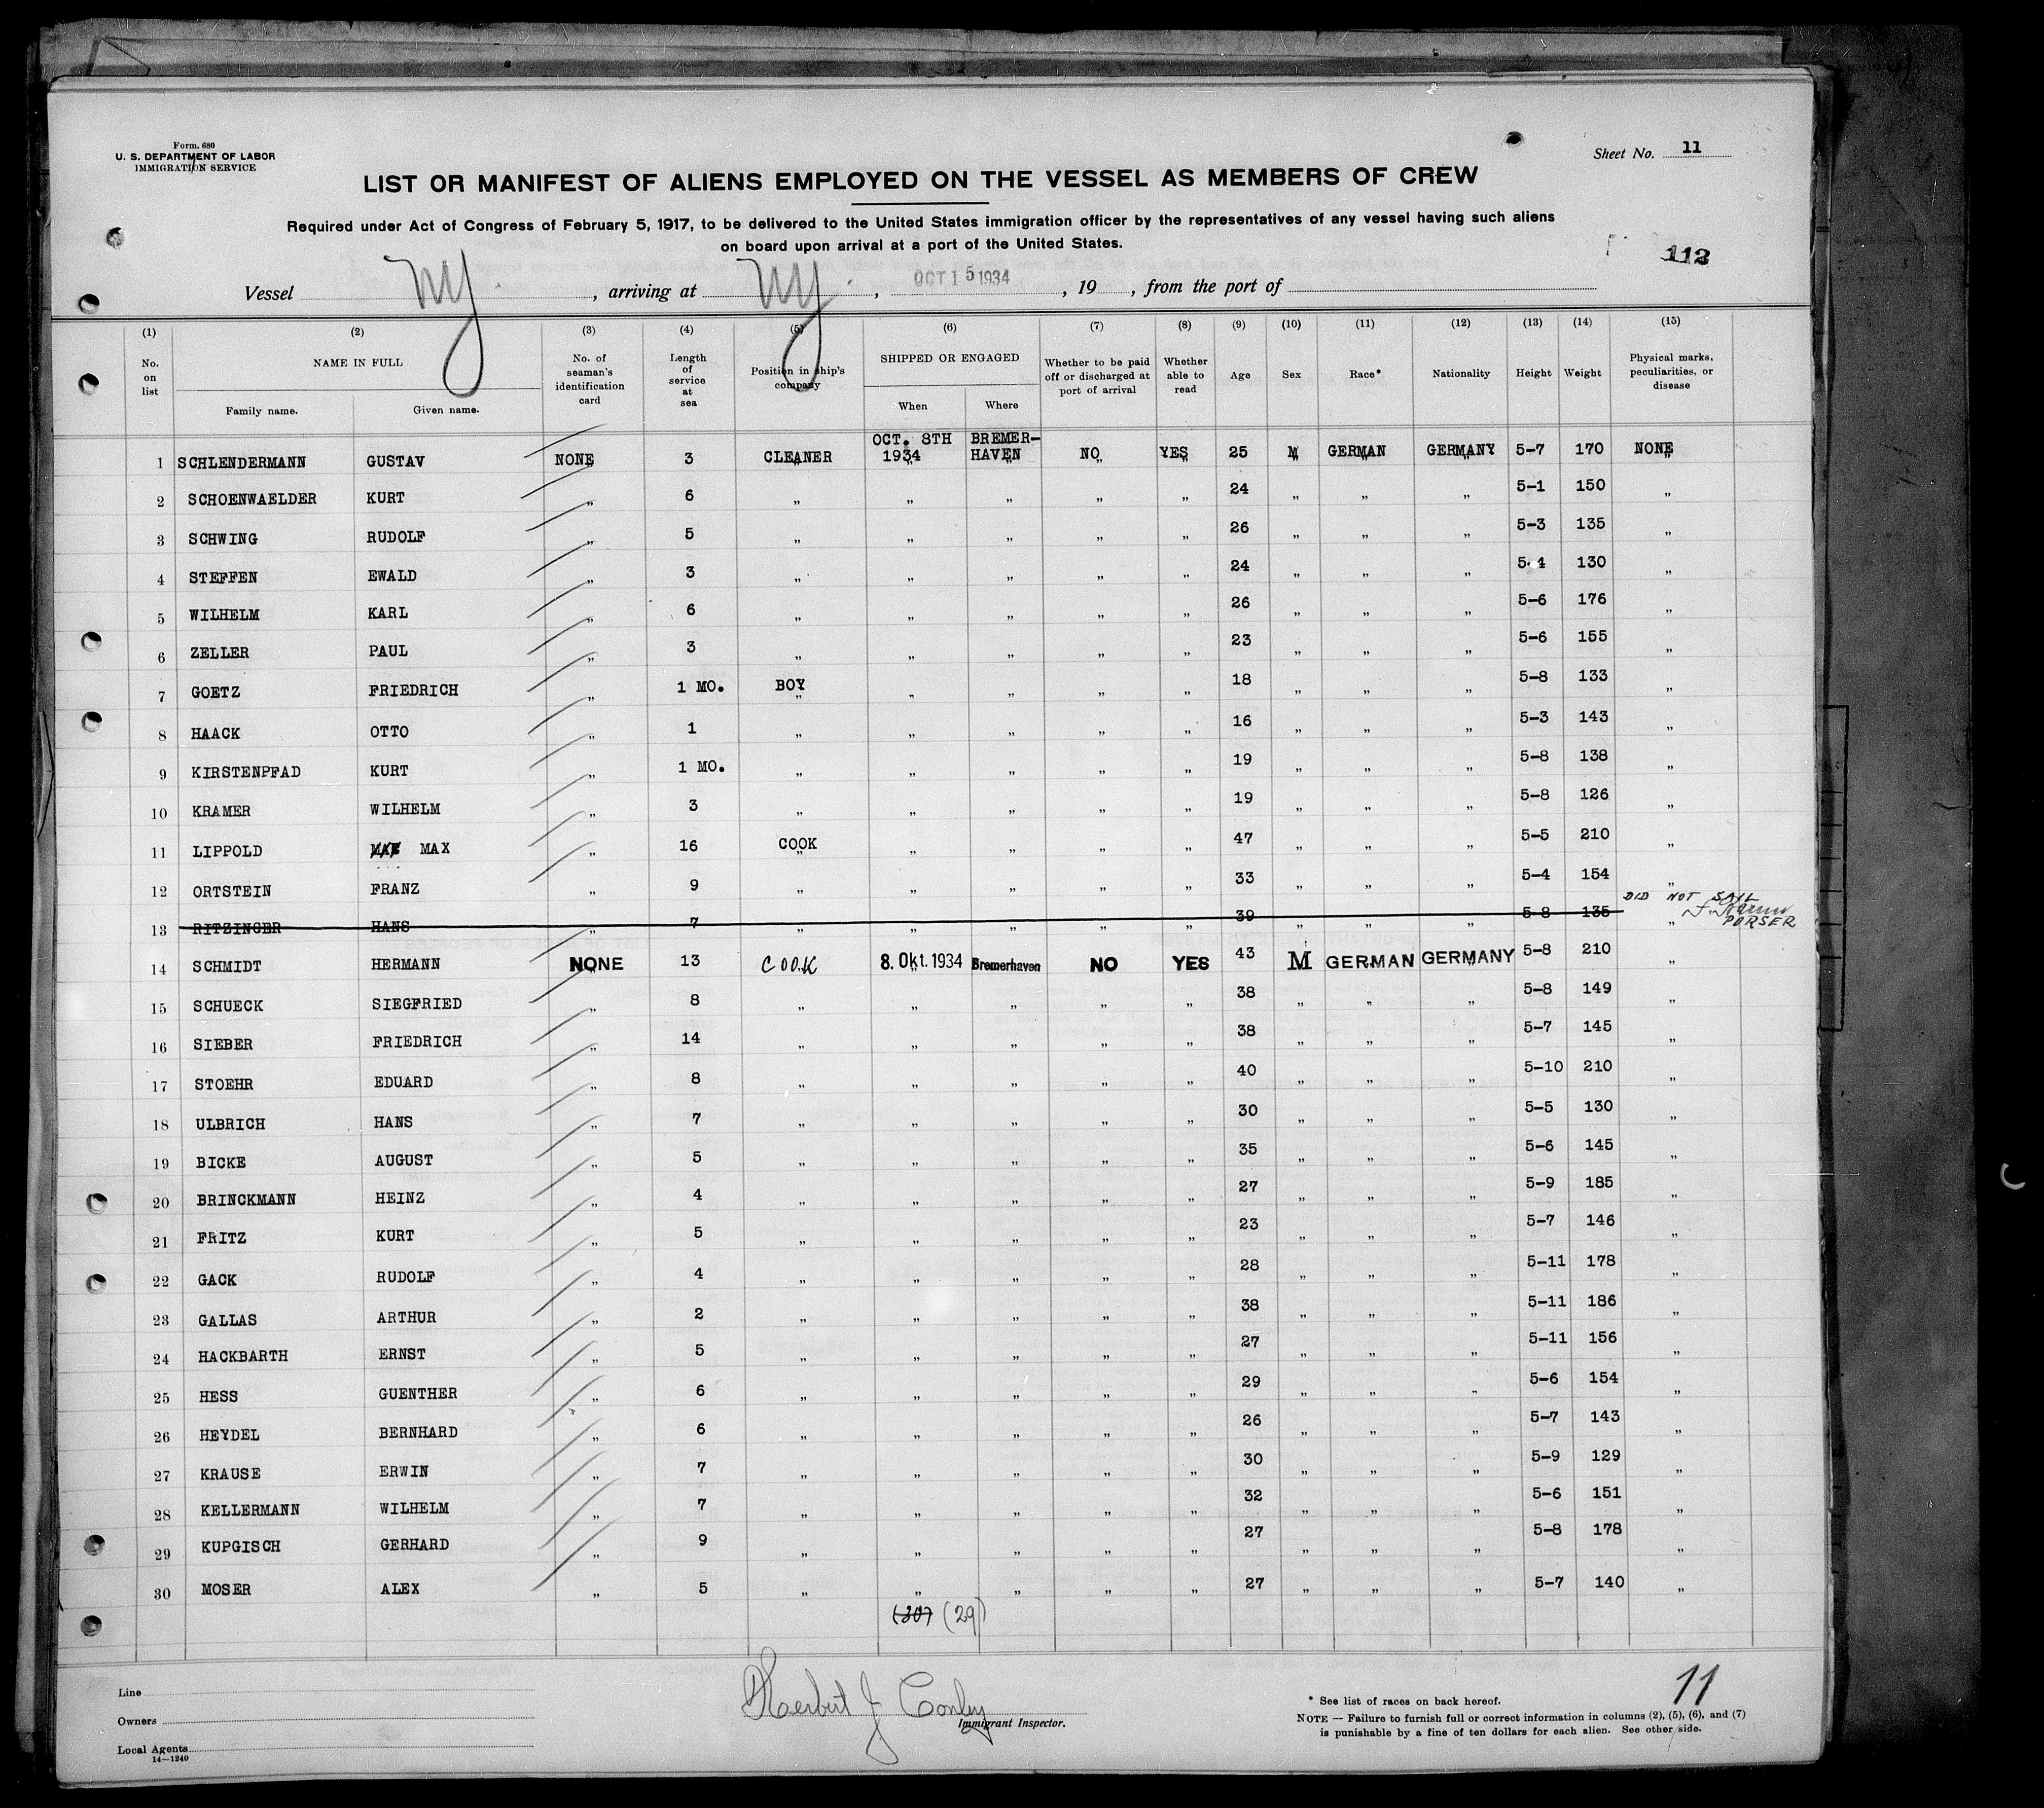 Form. 680
U. S. DEPARTMENT OF LABOR
IMMIGRATION SERVICE
Sheet No. 11
LIST OR MANIFEST OF ALIENS EMPLOYED ON THE VESSEL AS MEMBERS OF CREW
Required under Act of Congress of February 5, 1917, to be delivered to the United States immigration officer by the representatives of any vessel having such aliens
on board upon arrival at a port of the United States.
112
Vessel NY, arriving at NY, OCT 15 1934, 19 , from the port of
(1) (2) (3) (4) (5) (6) (7) (8) (9) (10) (11) (12) (13) (14) (15)
No. on list NAME IN FULL Family name. Given name. No. of seaman's identification card Length of service at sea Position in ship's company SHIPPED OR ENGAGED When Where Whether to be paid off or discharged at port of arrival Whether able to read Age Sex Race* Nationality Height Weight Physical marks, peculiarities, or disease
1 SCHLENDERMANN GUSTAV NONE 3 CLEANER OCT. 8TH 1934 BREMER-HAVEN NO YES 25 M GERMAN GERMANY 5-7 170 NONE
2 SCHOENWAELDER KURT „ 6 „ „ „ „ „ 24 „ „ „ 5-1 150 „
3 SCHWING RUDOLF „ 5 „ „ „ „ „ 26 „ „ „ 5-3 135 „
4 STEFFEN EWALD „ 3 „ „ „ „ „ 24 „ „ „ 5-4 130 „
5 WILHELM KARL „ 6 „ „ „ „ „ 26 „ „ „ 5-6 176 „
6 ZELLER PAUL „ 3 „ „ „ „ „ 23 „ „ „ 5-6 155 „
7 GOETZ FRIEDRICH „ 1 MO. BOY „ „ „ „ 18 „ „ „ 5-8 133 „
8 HAACK OTTO „ 1 „ „ „ „ „ 16 „ „ „ 5-3 143 „
9 KIRSTENPFAD KURT „ 1 MO. „ „ „ „ „ 19 „ „ „ 5-8 138 „
10 KRAMER WILHELM „ 3 „ „ „ „ „ 19 „ „ „ 5-8 126 „
11 LIPPOLD MAX „ 16 COOK „ „ „ „ 47 „ „ „ 5-5 210 „
12 ORTSTEIN FRANZ „ 9 „ „ „ „ „ 33 „ „ „ 5-4 154 „
13 RITZINGER HANS „ 7 „ „ „ „ „ 39 „ „ „ 5-8 135 „ DID NOT SAIL PURSER
14 SCHMIDT HERMANN NONE 13 COOK 8. Okt. 1934 Bremerhaven NO YES 43 M GERMAN GERMANY 5-8 210 „
15 SCHUECK SIEGFRIED „ 8 „ „ „ „ „ 38 „ „ „ 5-8 149 „
16 SIEBER FRIEDRICH „ 14 „ „ „ „ „ 38 „ „ „ 5-7 145 „
17 STOEHR EDUARD „ 8 „ „ „ „ „ 40 „ „ „ 5-10 210 „
18 ULBRICH HANS „ 7 „ „ „ „ „ 30 „ „ „ 5-5 130 „
19 BICKE AUGUST „ 5 „ „ „ „ „ 35 „ „ „ 5-6 145 „
20 BRINCKMANN HEINZ „ 4 „ „ „ „ „ 27 „ „ „ 5-9 185 „
21 FRITZ KURT „ 5 „ „ „ „ „ 23 „ „ „ 5-7 146 „
22 GACK RUDOLF „ 4 „ „ „ „ „ 28 „ „ „ 5-11 178 „
23 GALLAS ARTHUR „ 2 „ „ „ „ „ 38 „ „ „ 5-11 186 „
24 HACKBARTH ERNST „ 5 „ „ „ „ „ 27 „ „ „ 5-11 156 „
25 HESS GUENTHER „ 6 „ „ „ „ „ 29 „ „ „ 5-6 154 „
26 HEYDEL BERNHARD „ 6 „ „ „ „ „ 26 „ „ „ 5-7 143 „
27 KRAUSE ERWIN „ 7 „ „ „ „ „ 30 „ „ „ 5-9 129 „
28 KELLERMANN WILHELM „ 7 „ „ „ „ „ 32 „ „ „ 5-6 151 „
29 KUPGISCH GERHARD „ 9 „ „ „ „ „ 27 „ „ „ 5-8 178 „
30 MOSER ALEX „ 5 „ „ „ „ „ 27 „ „ „ 5-7 140 „
(30) (29)
Line
Owners
Local Agents
14—1240
Herbert J Conley
Immigrant Inspector.
11
* See list of races on back hereof.
NOTE — Failure to furnish full or correct information in columns (2), (5), (6), and (7)
is punishable by a fine of ten dollars for each alien. See other side.